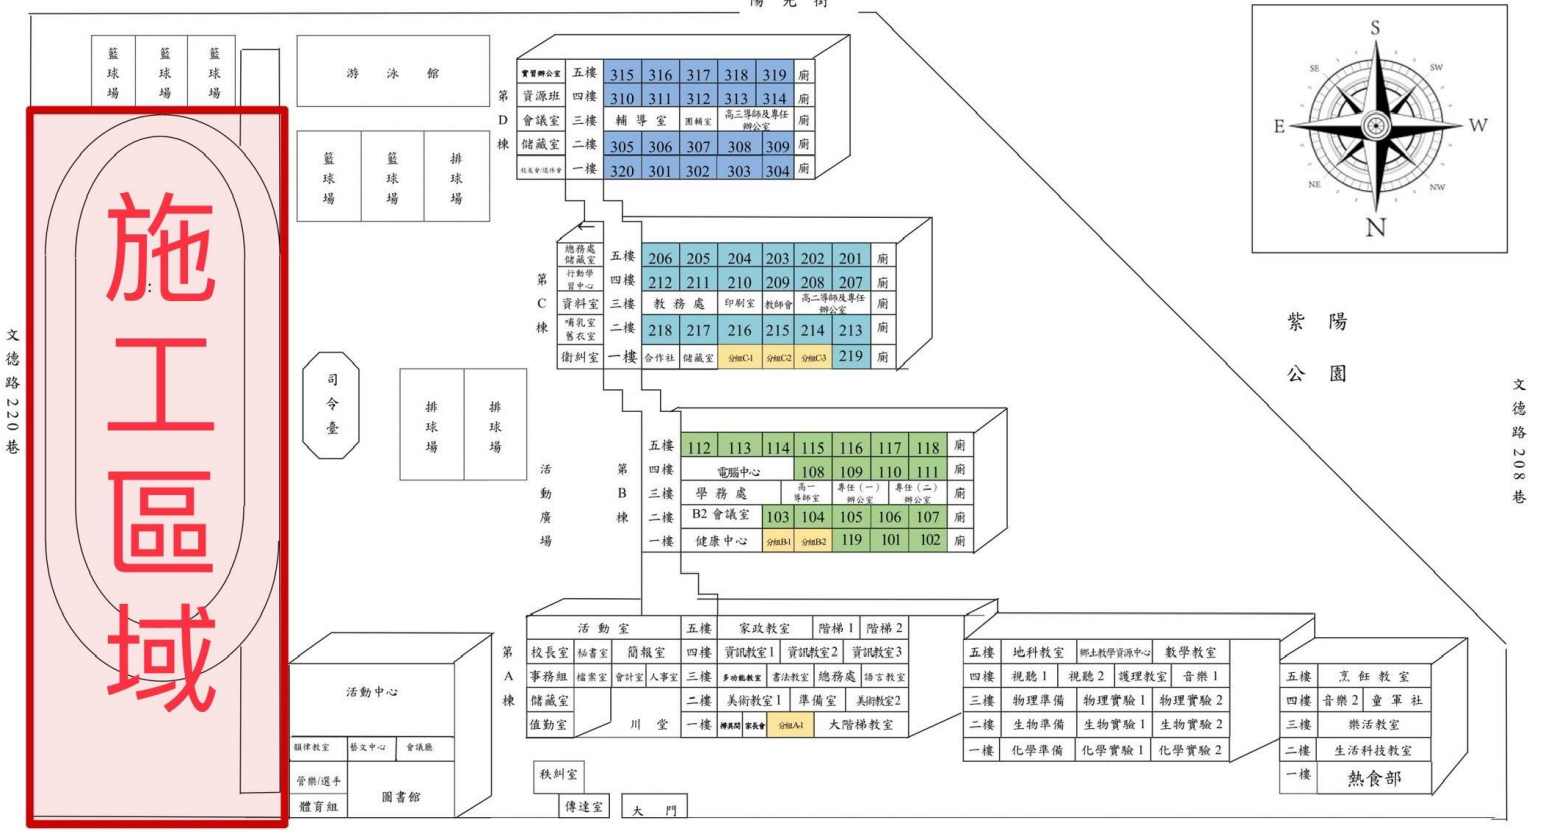 陽光街
籃球場 籃球場 籃球場
游泳館
籃球場 籃球場 排球場
施工區域
:
文德路220巷
司令臺
排球場 排球場
活動廣場
第D棟
實習辦公室 五樓 315 316 317 318 319 廁
資源班 四樓 310 311 312 313 314 廁
會議室 三樓 輔導室 團輔室 高三導師及專任辦公室 廁
儲藏室 二樓 305 306 307 308 309 廁
校友會/退休會 一樓 320 301 302 303 304 廁
←
第C棟
總務處儲藏室 五樓 206 205 204 203 202 201 廁
行動學習中心 四樓 212 211 210 209 208 207 廁
資料室 三樓 教務處 印刷室 教師會 高二導師及專任辦公室 廁
哺乳室舊衣室 二樓 218 217 216 215 214 213 廁
衛糾室 一樓 合作社 儲藏室 分組C-1 分組C-2 分組C-3 219 廁
第B棟
五樓 112 113 114 115 116 117 118 廁
四樓 電腦中心 108 109 110 111 廁
三樓 學務處 高一導師室 專任(一)辦公室 專任(二)辦公室 廁
二樓 B2會議室 103 104 105 106 107 廁
一樓 健康中心 分組B-1 分組B-2 119 101 102 廁
第A棟
活動室 五樓 家政教室 階梯1 階梯2
校長室 秘書室 簡報室 四樓 資訊教室1 資訊教室2 資訊教室3
事務組 檔案室 會計室 人事室 三樓 多功能教室 書法教室 總務處 語言教室
儲藏室 二樓 美術教室1 準備室 美術教室2
值勤室 川堂 一樓 掃具間 家長會 分組A-1 大階梯教室
五樓 地科教室 鄉土教學資源中心 數學教室
四樓 視聽1 視聽2 護理教室 音樂1
三樓 物理準備 物理實驗1 物理實驗2
二樓 生物準備 生物實驗1 生物實驗2
一樓 化學準備 化學實驗1 化學實驗2
五樓 烹飪教室
四樓 音樂2 童軍社
三樓 樂活教室
二樓 生活科技教室
一樓 熱食部
活動中心
韻律教室 藝文中心 會議廳
管樂/選手
體育組
圖書館
秩糾室
傳達室
大門
S
SE SW
E W
NE NW
N
紫陽
公園
文德路208巷